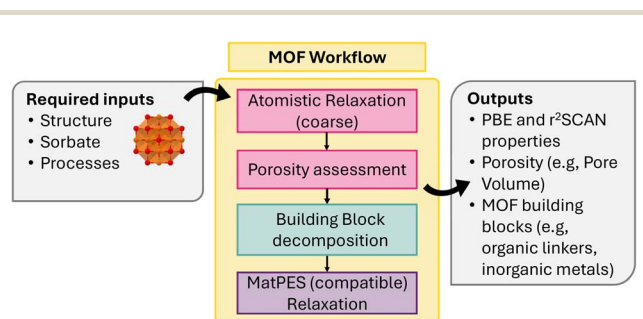 MOF Workflow
Required inputs
• Structure
• Sorbate
• Processes
Atomistic Relaxation
(coarse)
Porosity assessment
Building Block
decomposition
MatPES (compatible)
Relaxation
Outputs
• PBE and r²SCAN
properties
• Porosity (e.g, Pore
Volume)
• MOF building
blocks (e.g,
organic linkers,
inorganic metals)